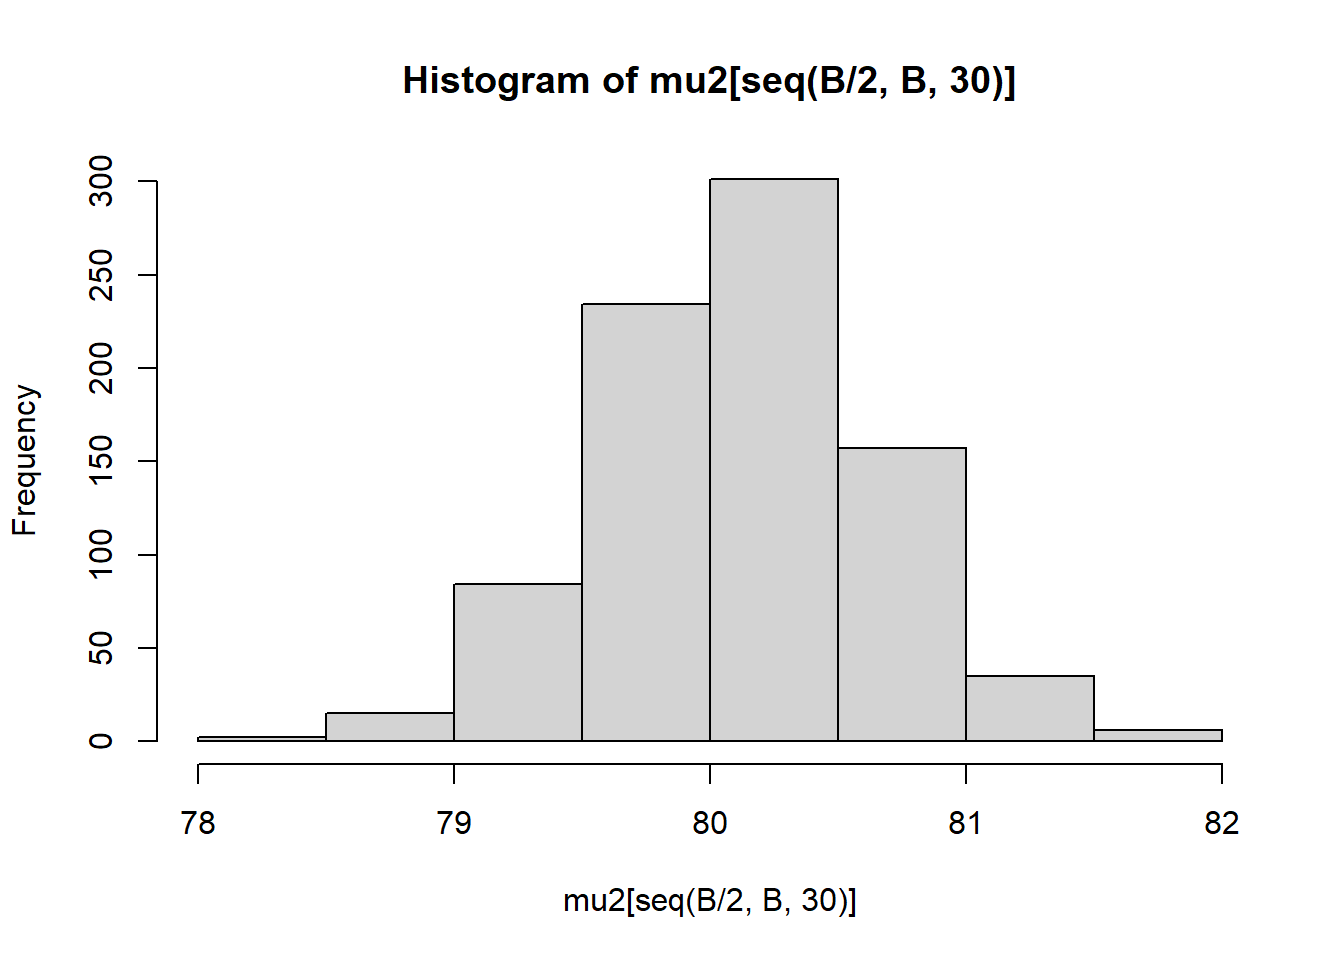 Histogram of mu2[seq(B/2, B, 30)]
Frequency
300
250
200
150
100
50
0
78 79 80 81 82
mu2[seq(B/2, B, 30)]